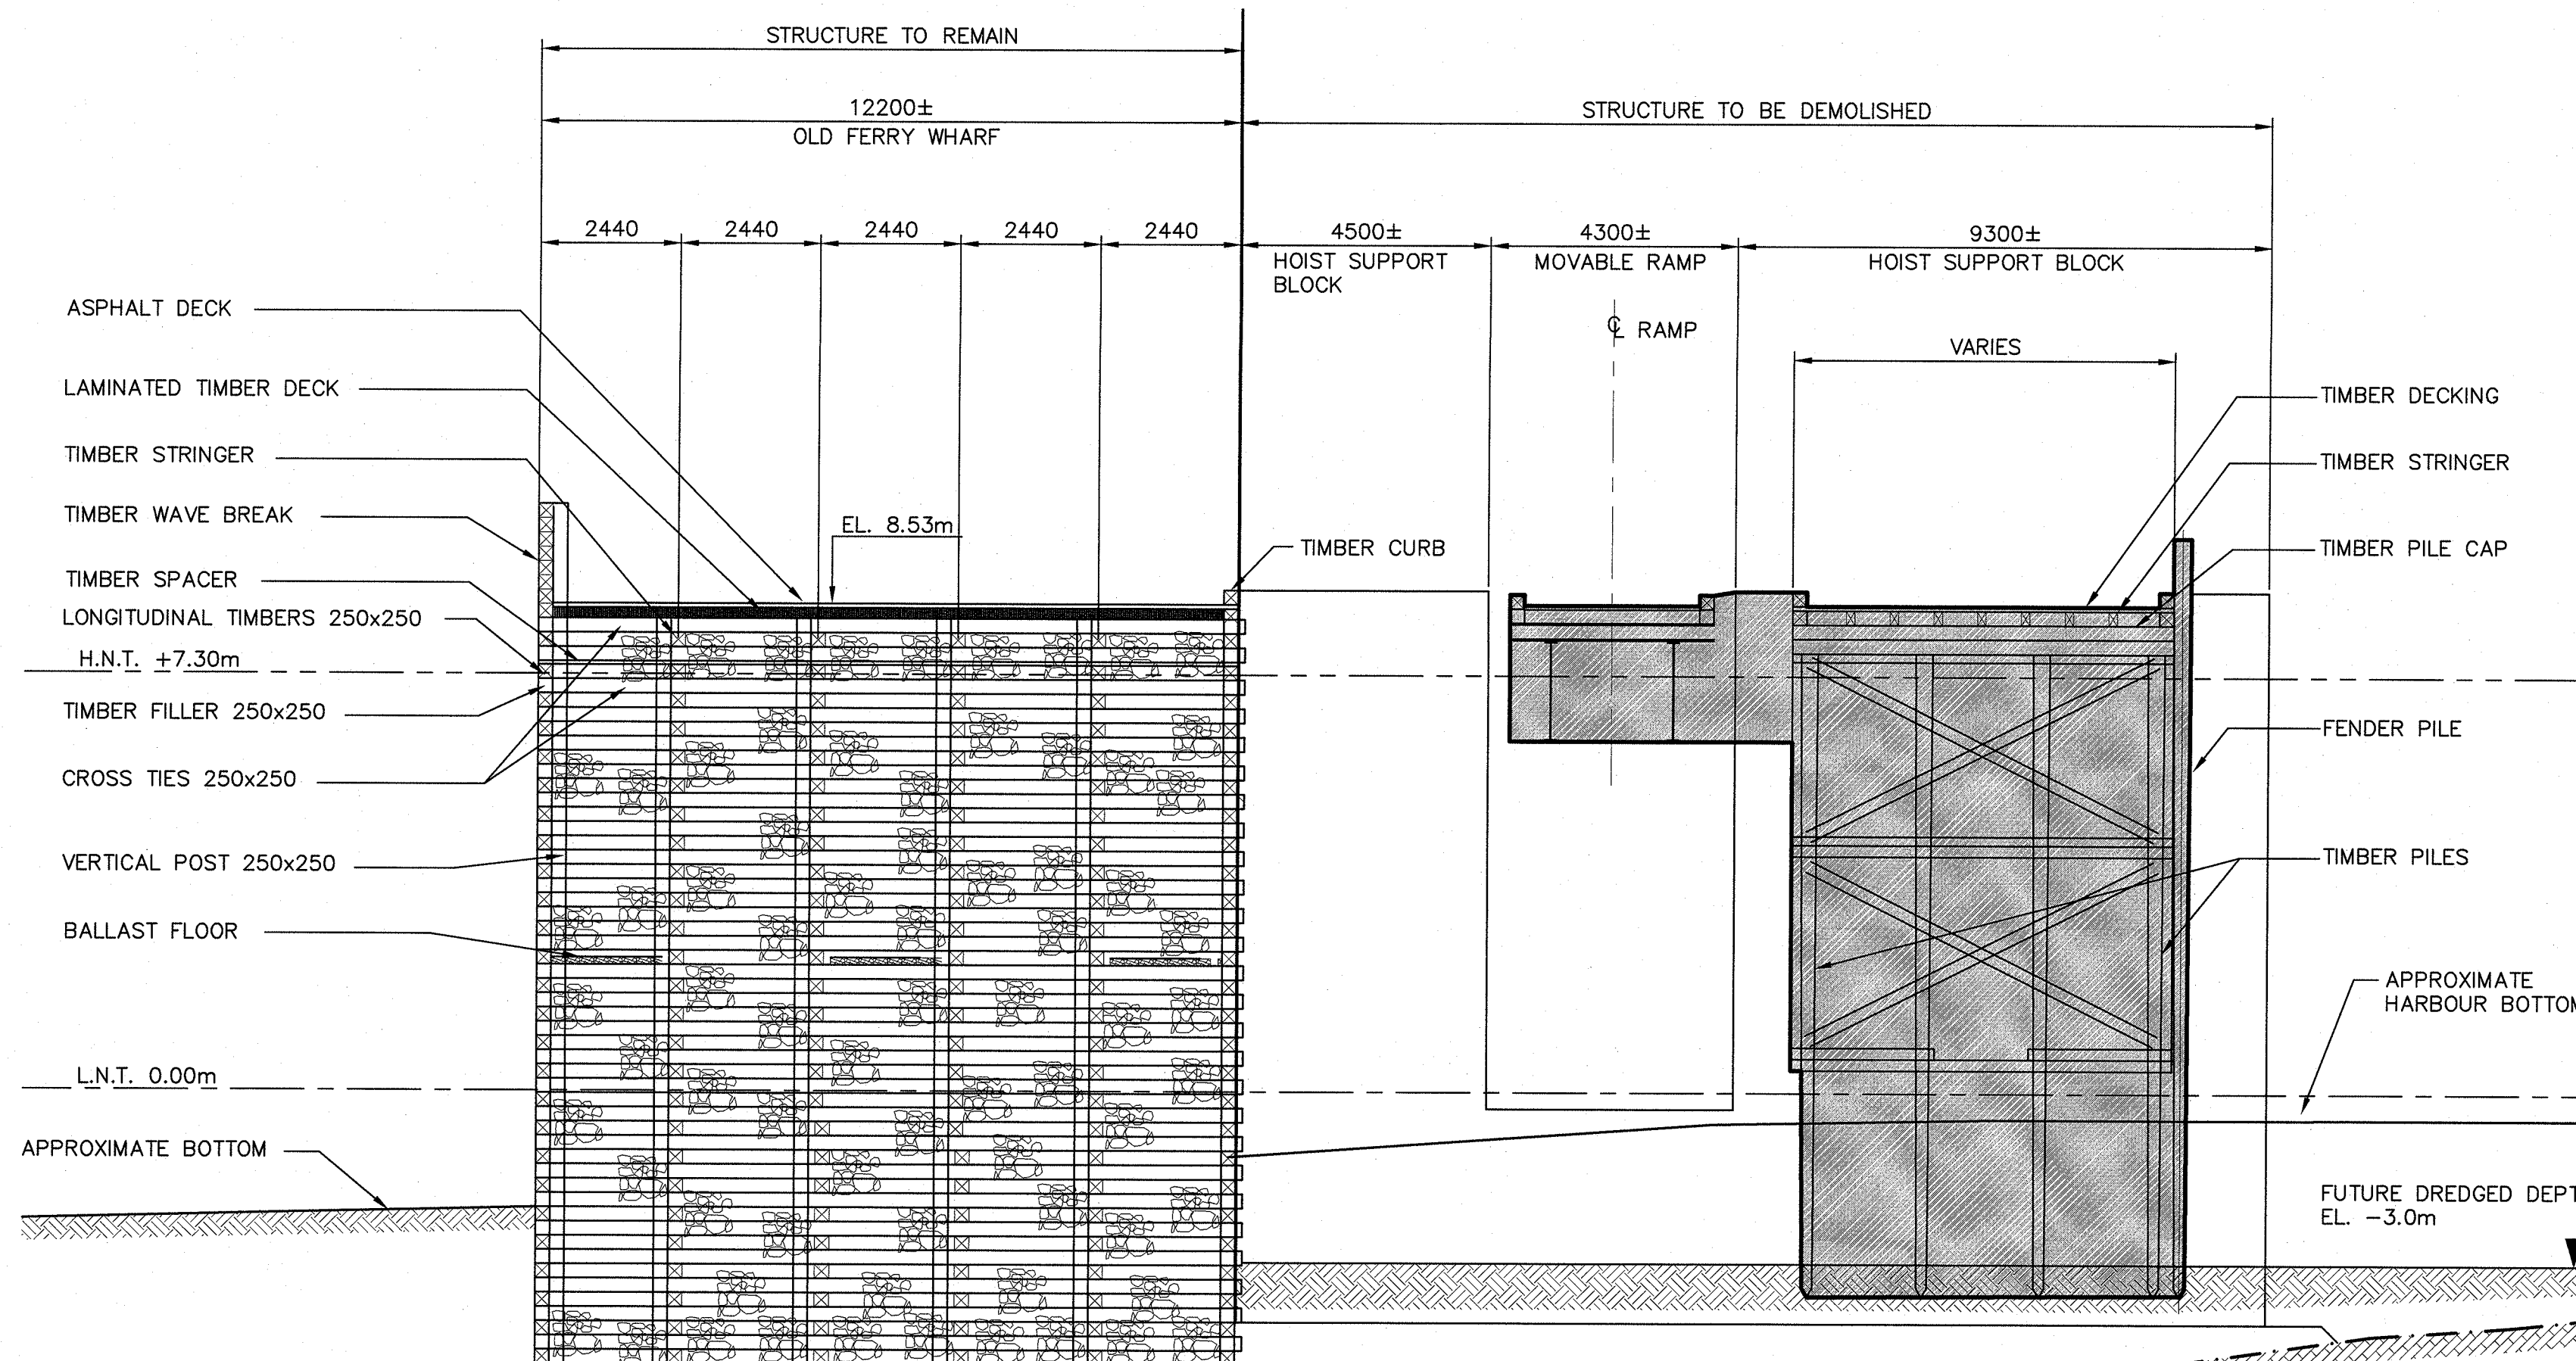 STRUCTURE TO REMAIN
12200±
OLD FERRY WHARF
STRUCTURE TO BE DEMOLISHED
2440
2440
2440
2440
2440
4500±
HOIST SUPPORT
BLOCK
4300±
MOVABLE RAMP
9300±
HOIST SUPPORT BLOCK
℄ RAMP
VARIES
ASPHALT DECK
LAMINATED TIMBER DECK
TIMBER STRINGER
TIMBER WAVE BREAK
TIMBER SPACER
LONGITUDINAL TIMBERS 250x250
H.N.T. +7.30m
TIMBER FILLER 250x250
CROSS TIES 250x250
VERTICAL POST 250x250
BALLAST FLOOR
L.N.T. 0.00m
APPROXIMATE BOTTOM
EL. 8.53m
TIMBER CURB
TIMBER DECKING
TIMBER STRINGER
TIMBER PILE CAP
FENDER PILE
TIMBER PILES
APPROXIMATE
HARBOUR BOTTOM
FUTURE DREDGED DEPT
EL. −3.0m